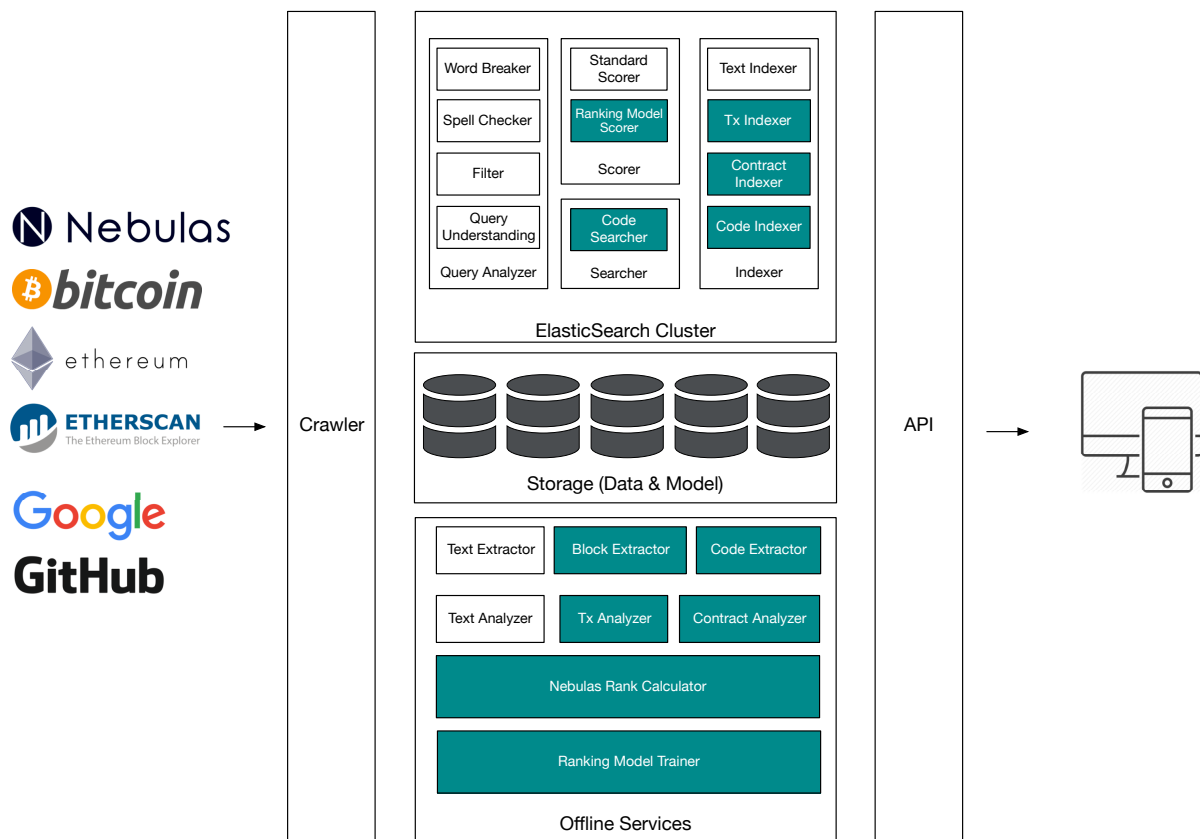 Nebulas
bitcoin
ethereum
ETHERSCAN
The Ethereum Block Explorer
Google
GitHub
Crawler
Word Breaker
Spell Checker
Filter
Query
Understanding
Query Analyzer
Standard
Scorer
Ranking Model
Scorer
Scorer
Code
Searcher
Searcher
Text Indexer
Tx Indexer
Contract
Indexer
Code Indexer
Indexer
ElasticSearch Cluster
Storage (Data & Model)
Text Extractor
Block Extractor
Code Extractor
Text Analyzer
Tx Analyzer
Contract Analyzer
Nebulas Rank Calculator
Ranking Model Trainer
Offline Services
API